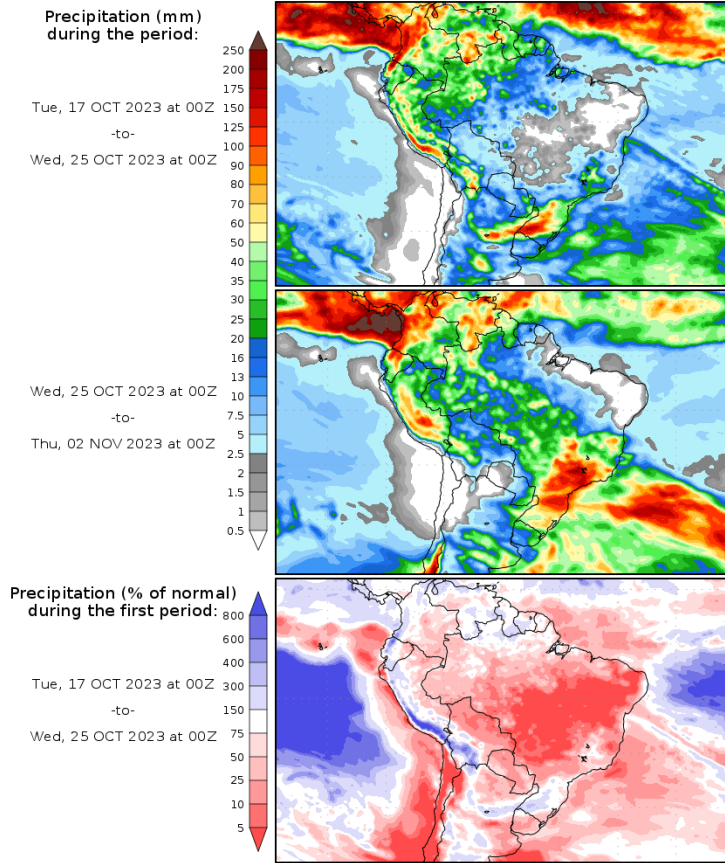 Precipitation (mm)
during the period:
Tue, 17 OCT 2023 at 00Z
-to-
Wed, 25 OCT 2023 at 00Z
Wed, 25 OCT 2023 at 00Z
-to-
Thu, 02 NOV 2023 at 00Z
250
200
175
150
125
100
90
80
70
60
50
40
35
30
25
20
16
13
10
7.5
5
2.5
2
1.5
1
0.5
Precipitation (% of normal)
during the first period:
Tue, 17 OCT 2023 at 00Z
-to-
Wed, 25 OCT 2023 at 00Z
800
600
400
300
150
75
50
25
10
5